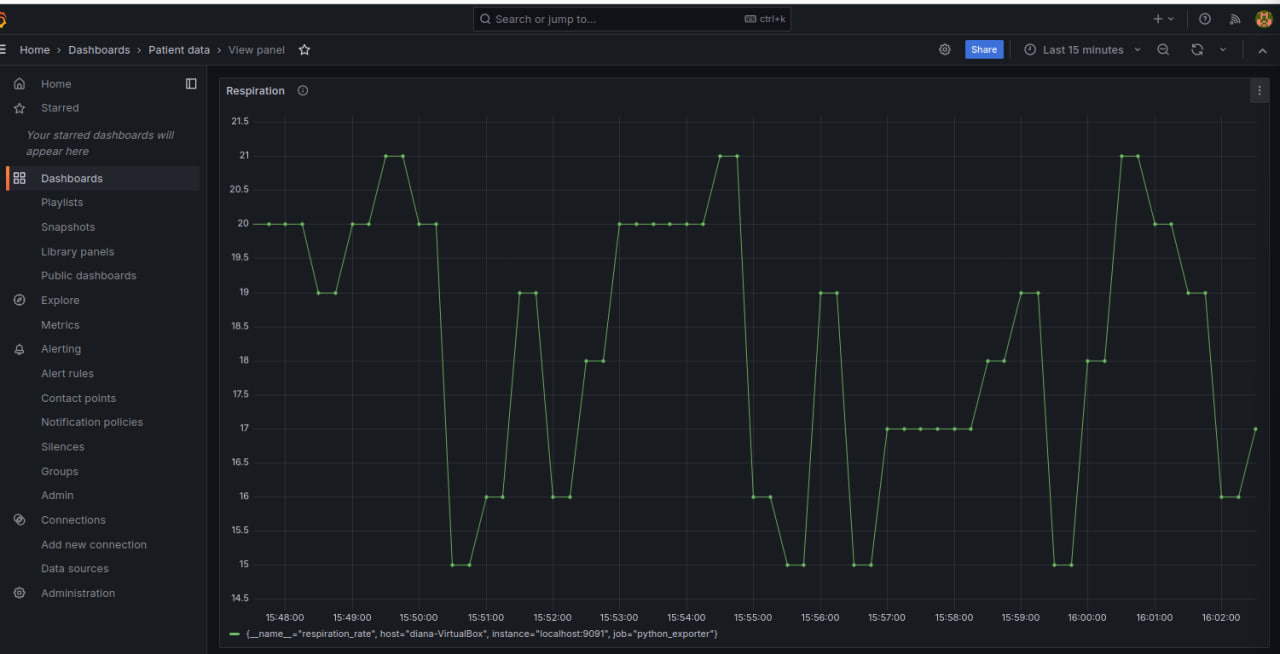 Search or jump to...
ctrl+k
Home › Dashboards › Patient data › View panel
Share
Last 15 minutes
Home
Starred
Your starred dashboards will
appear here
Dashboards
Playlists
Snapshots
Library panels
Public dashboards
Explore
Metrics
Alerting
Alert rules
Contact points
Notification policies
Silences
Groups
Admin
Connections
Add new connection
Data sources
Administration
Respiration
21.5
21
20.5
20
19.5
19
18.5
18
17.5
17
16.5
16
15.5
15
14.5
15:48:00 15:49:00 15:50:00 15:51:00 15:52:00 15:53:00 15:54:00 15:55:00 15:56:00 15:57:00 15:58:00 15:59:00 16:00:00 16:01:00 16:02:00
{__name__="respiration_rate", host="diana-VirtualBox", instance="localhost:9091", job="python_exporter"}